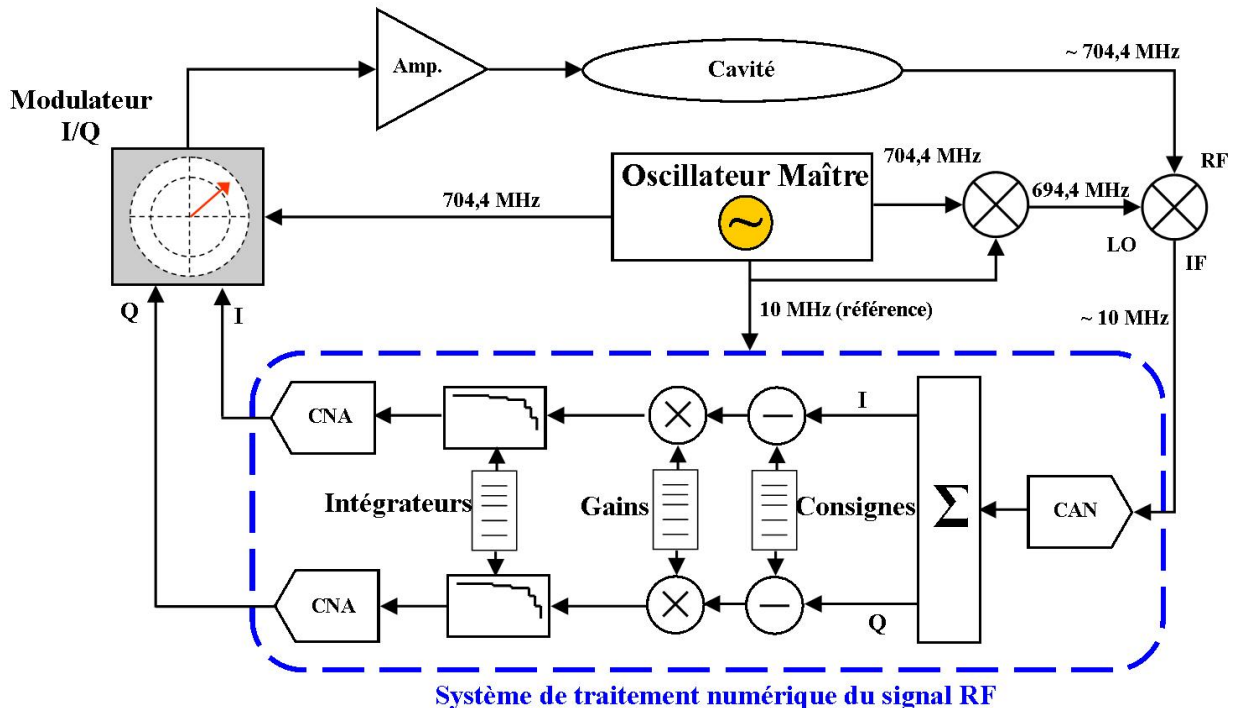 ~ 704,4 MHz
Amp.
Cavité
Modulateur
I/Q
704,4 MHz
RF
Oscillateur Maître
694,4 MHz
704,4 MHz
LO
IF
Q
I
10 MHz (référence)
~ 10 MHz
CNA
I
Intégrateurs
Gains
Consignes
Σ
CAN
CNA
Q
Système de traitement numérique du signal RF